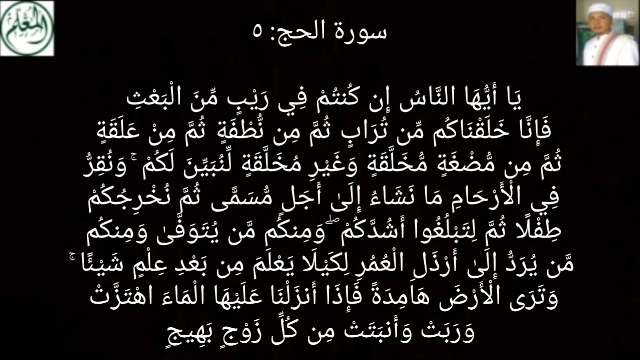 المعلم
سورة الحج: ٥
يَا أَيُّهَا النَّاسُ إِن كُنتُمْ فِي رَيْبٍ مِّنَ الْبَعْثِ
فَإِنَّا خَلَقْنَاكُم مِّن تُرَابٍ ثُمَّ مِن نُّطْفَةٍ ثُمَّ مِنْ عَلَقَةٍ
ثُمَّ مِن مُّضْغَةٍ مُّخَلَّقَةٍ وَغَيْرِ مُخَلَّقَةٍ لِّنُبَيِّنَ لَكُمْ ۚ وَنُقِرُّ
فِي الْأَرْحَامِ مَا نَشَاءُ إِلَىٰ أَجَلٍ مُّسَمًّى ثُمَّ نُخْرِجُكُمْ
طِفْلًا ثُمَّ لِتَبْلُغُوا أَشُدَّكُمْ ۖ وَمِنكُم مَّن يُتَوَفَّىٰ وَمِنكُم
مَّن يُرَدُّ إِلَىٰ أَرْذَلِ الْعُمُرِ لِكَيْلَا يَعْلَمَ مِن بَعْدِ عِلْمٍ شَيْئًا ۚ
وَتَرَى الْأَرْضَ هَامِدَةً فَإِذَا أَنزَلْنَا عَلَيْهَا الْمَاءَ اهْتَزَّتْ
وَرَبَتْ وَأَنبَتَتْ مِن كُلِّ زَوْجٍ بَهِيجٍ